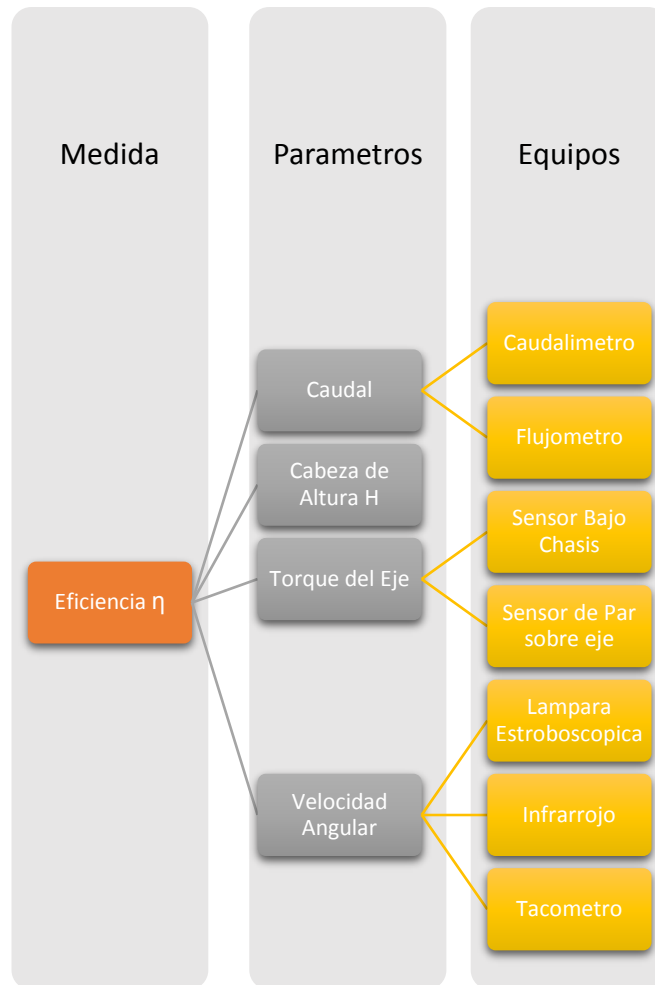 Medida
Parametros
Equipos
Eficiencia η
Caudal
Cabeza de
Altura H
Torque del Eje
Velocidad
Angular
Caudalimetro
Flujometro
Sensor Bajo
Chasis
Sensor de Par
sobre eje
Lampara
Estroboscopica
Infrarrojo
Tacometro